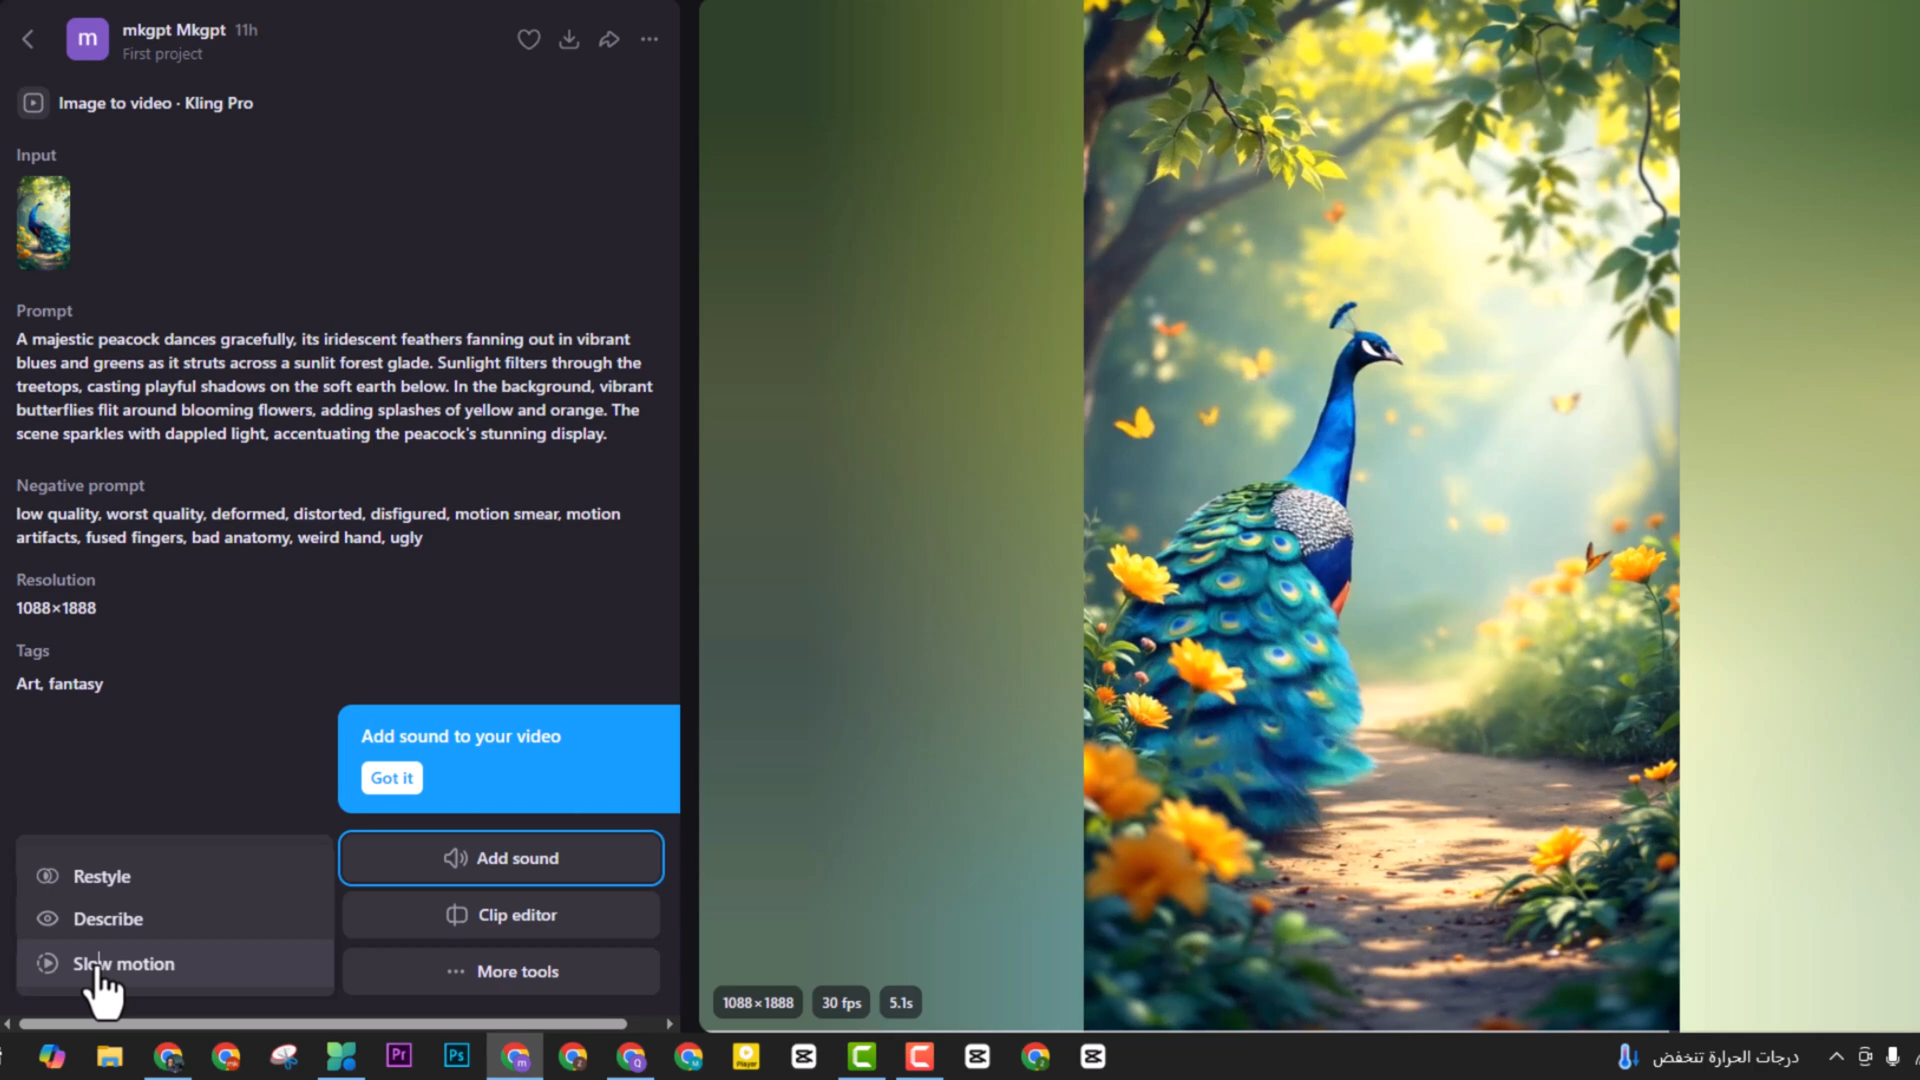 m
mkgpt Mkgpt 11h
First project
Image to video · Kling Pro
Input
Prompt
A majestic peacock dances gracefully, its iridescent feathers fanning out in vibrant
blues and greens as it struts across a sunlit forest glade. Sunlight filters through the
treetops, casting playful shadows on the soft earth below. In the background, vibrant
butterflies flit around blooming flowers, adding splashes of yellow and orange. The
scene sparkles with dappled light, accentuating the peacock's stunning display.
Negative prompt
low quality, worst quality, deformed, distorted, disfigured, motion smear, motion
artifacts, fused fingers, bad anatomy, weird hand, ugly
Resolution
1088×1888
Tags
Art, fantasy
Add sound to your video
Got it
Restyle
Describe
Slow motion
Add sound
Clip editor
More tools
1088×1888
30 fps
5.1s
Pr
Ps
Player
درجات الحرارة تنخفض